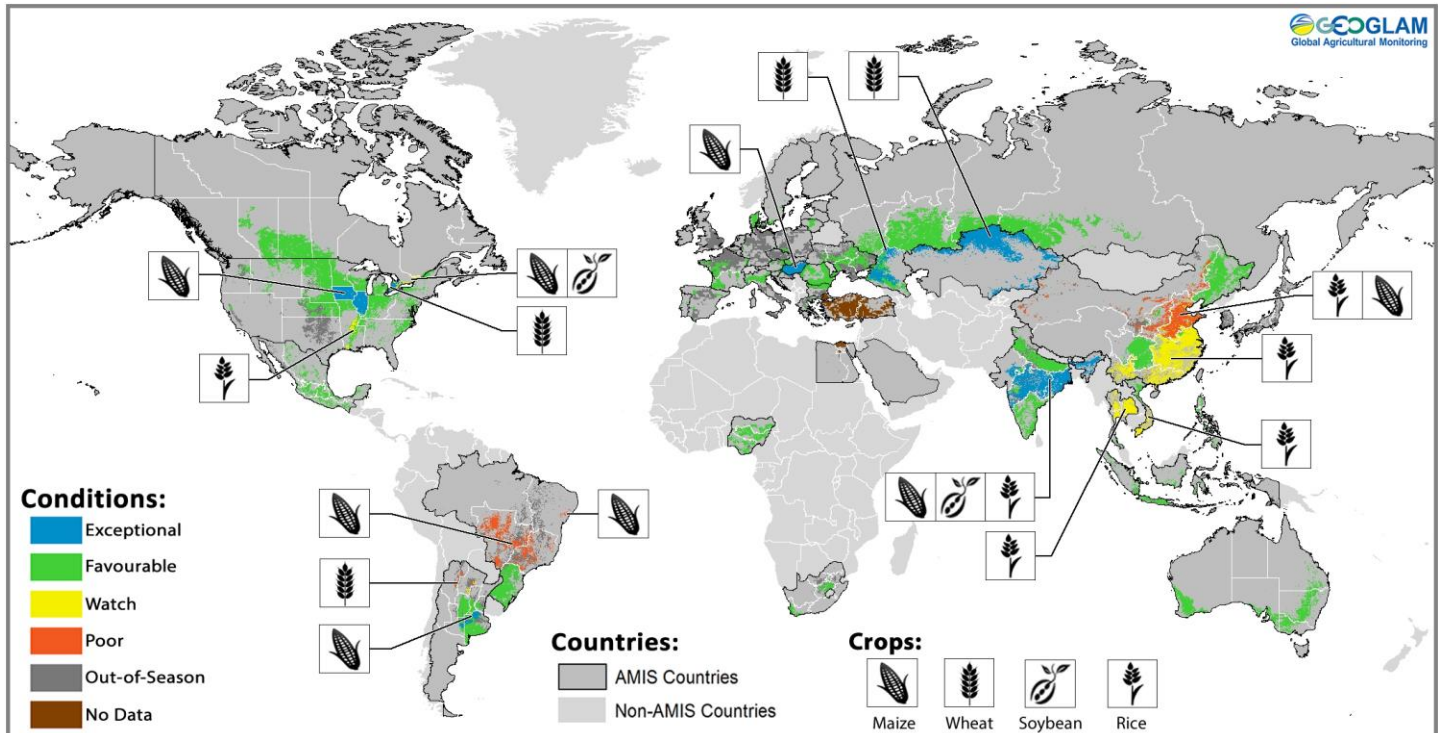 GEOGLAM
Global Agricultural Monitoring
Conditions:
Exceptional
Favourable
Watch
Poor
Out-of-Season
No Data
Countries:
AMIS Countries
Non-AMIS Countries
Crops:
Maize
Wheat
Soybean
Rice